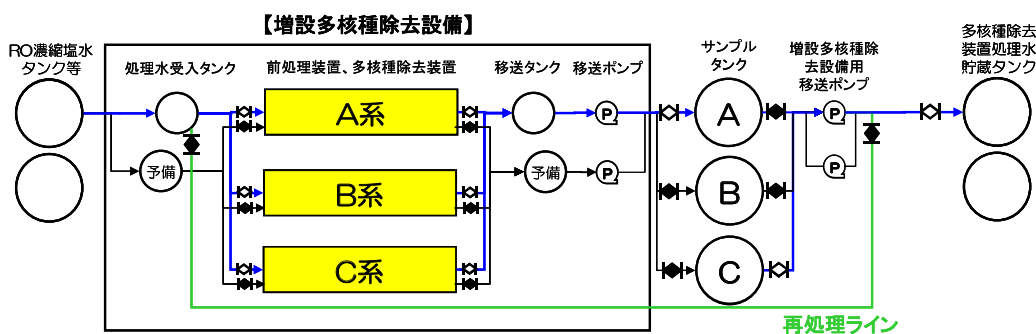 【増設多核種除去設備】
RO濃縮塩水
タンク等
処理水受入タンク
前処理装置、多核種除去装置
移送タンク
移送ポンプ
サンプル
タンク
増設多核種除
去設備用
移送ポンプ
多核種除去
装置処理水
貯蔵タンク
A系
P
A
P
予備
予備
P
P
B系
B
C系
C
再処理ライン